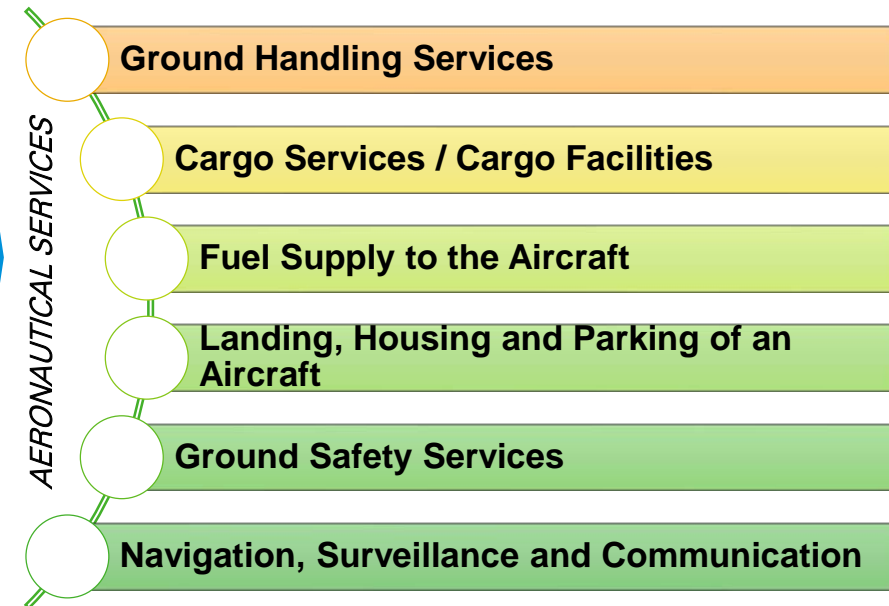 AERONAUTICAL SERVICES
Ground Handling Services
Cargo Services / Cargo Facilities
Fuel Supply to the Aircraft
Landing, Housing and Parking of an
Aircraft
Ground Safety Services
Navigation, Surveillance and Communication